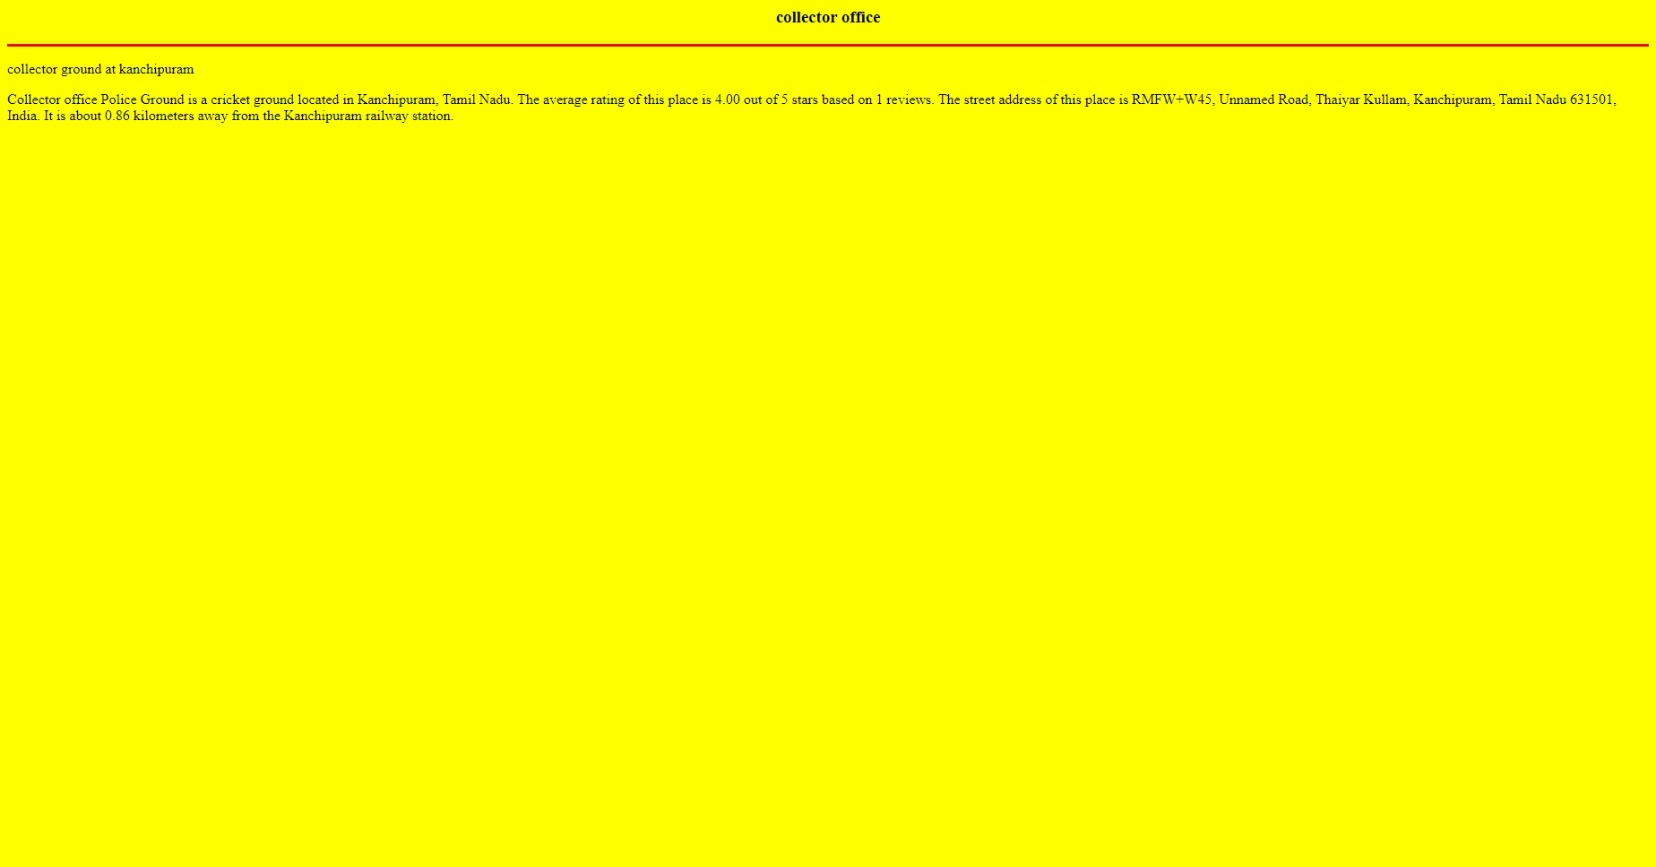 collector office
collector ground at kanchipuram
Collector office Police Ground is a cricket ground located in Kanchipuram, Tamil Nadu. The average rating of this place is 4.00 out of 5 stars based on 1 reviews. The street address of this place is RMFW+W45, Unnamed Road, Thaiyar Kullam, Kanchipuram, Tamil Nadu 631501,
India. It is about 0.86 kilometers away from the Kanchipuram railway station.